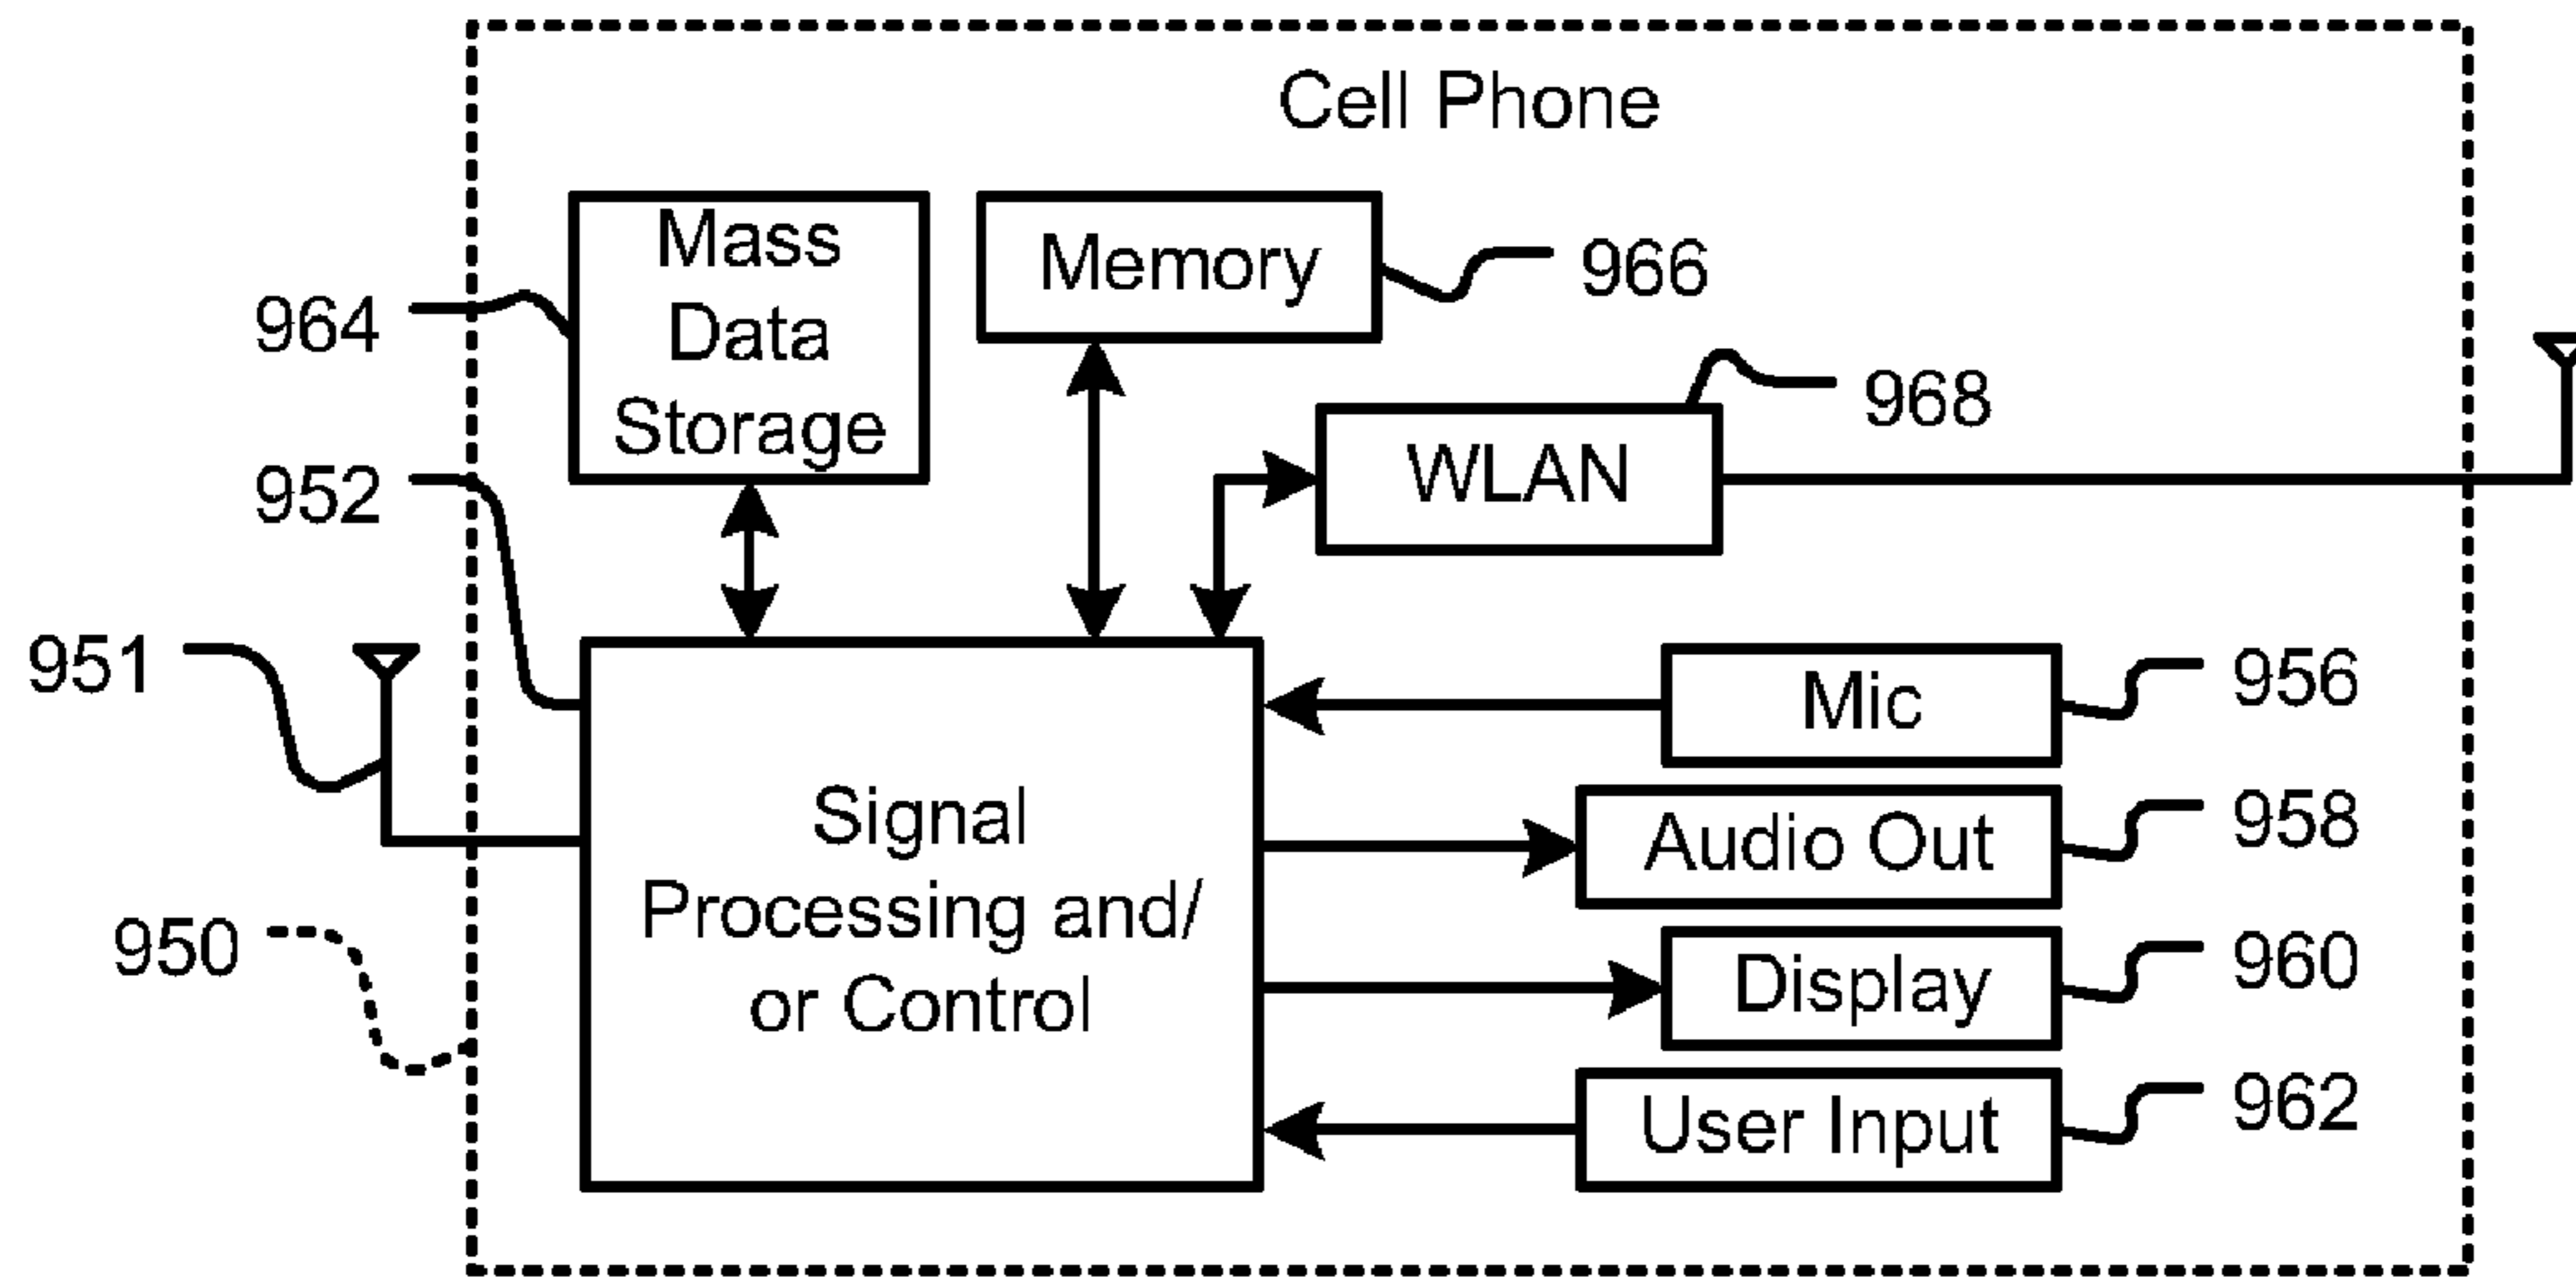 Cell Phone
Mass
Data
Storage
964
Memory
966
WLAN
968
952
951
950
Signal
Processing and/
or Control
Mic
956
Audio Out
958
Display
960
User Input
962